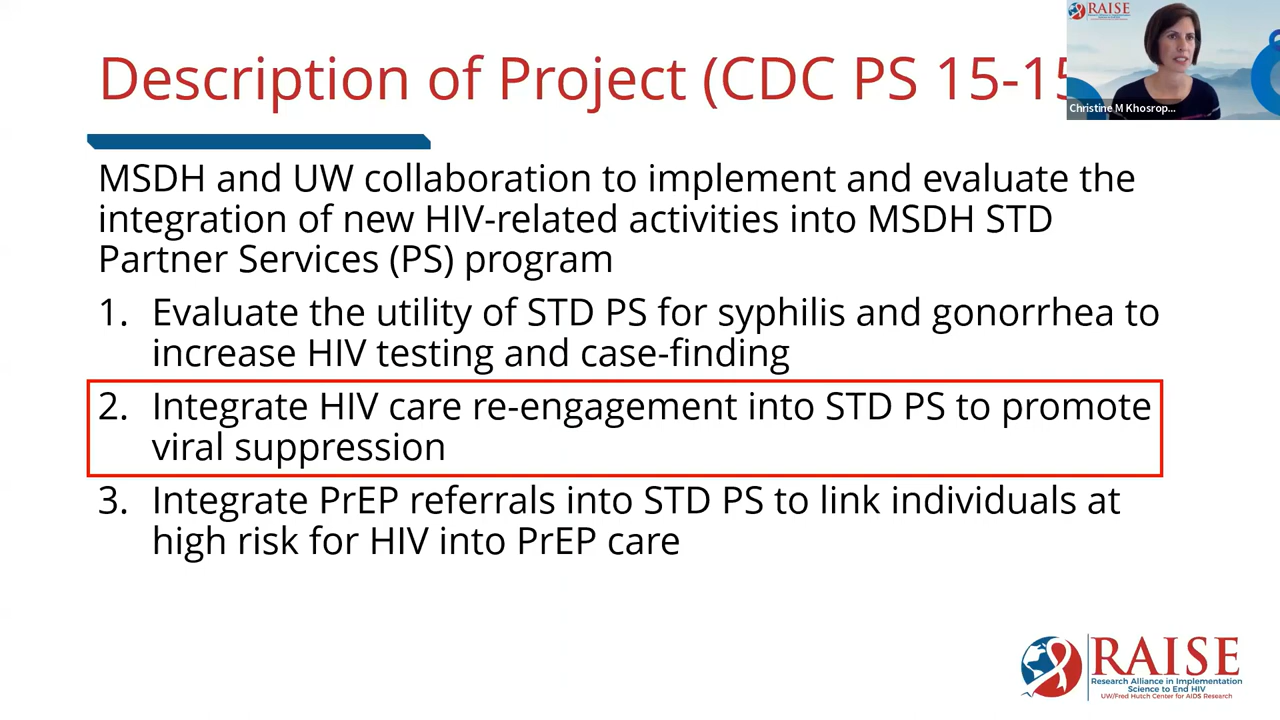 Description of Project (CDC PS 15-15
RAISE
Christine M Khosrop...
MSDH and UW collaboration to implement and evaluate the
integration of new HIV-related activities into MSDH STD
Partner Services (PS) program
1. Evaluate the utility of STD PS for syphilis and gonorrhea to
increase HIV testing and case-finding
2. Integrate HIV care re-engagement into STD PS to promote
viral suppression
3. Integrate PrEP referrals into STD PS to link individuals at
high risk for HIV into PrEP care
RAISE
Research Alliance in Implementation
Science to End HIV
UW/Fred Hutch Center for AIDS Research